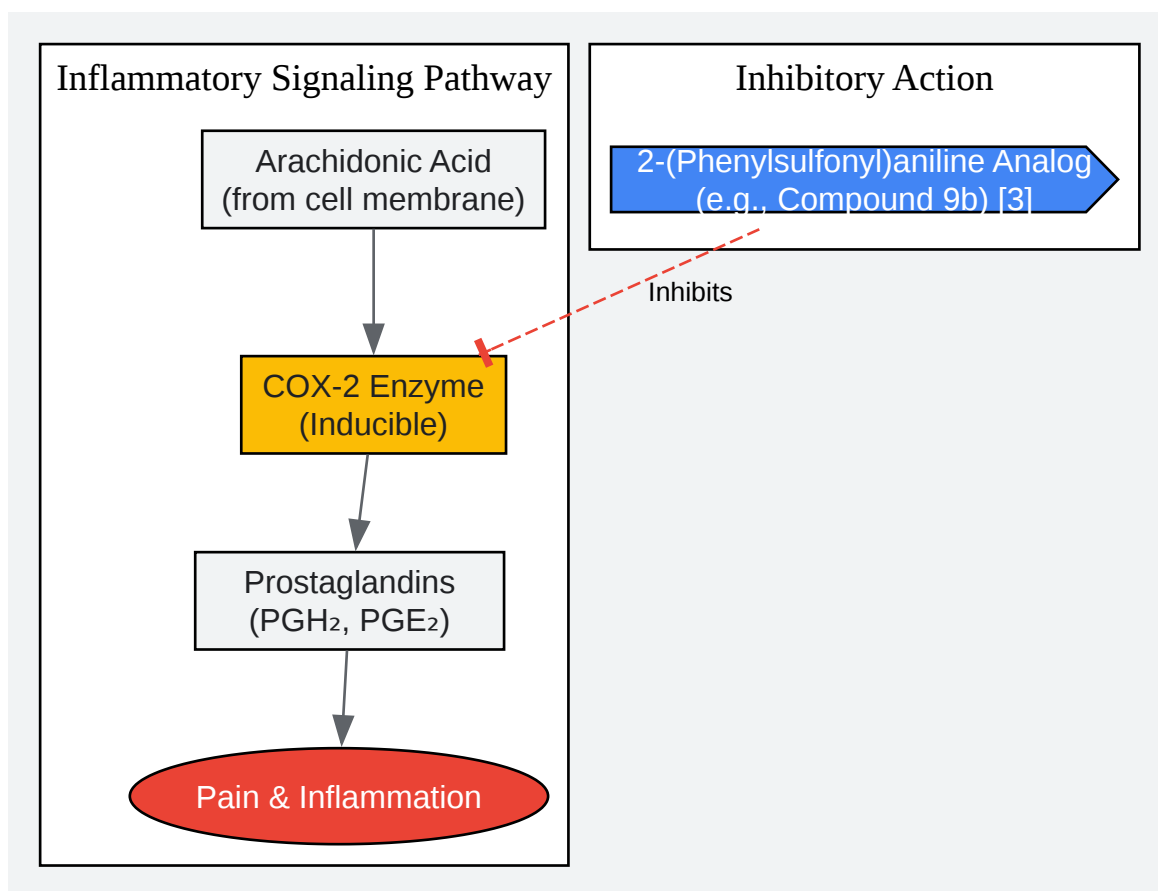 Inflammatory Signaling Pathway
Arachidonic Acid
(from cell membrane)
COX-2 Enzyme
(Inducible)
Prostaglandins
(PGH₂, PGE₂)
Pain & Inflammation
Inhibitory Action
2-(Phenylsulfonyl)aniline Analog
(e.g., Compound 9b) [3]
Inhibits